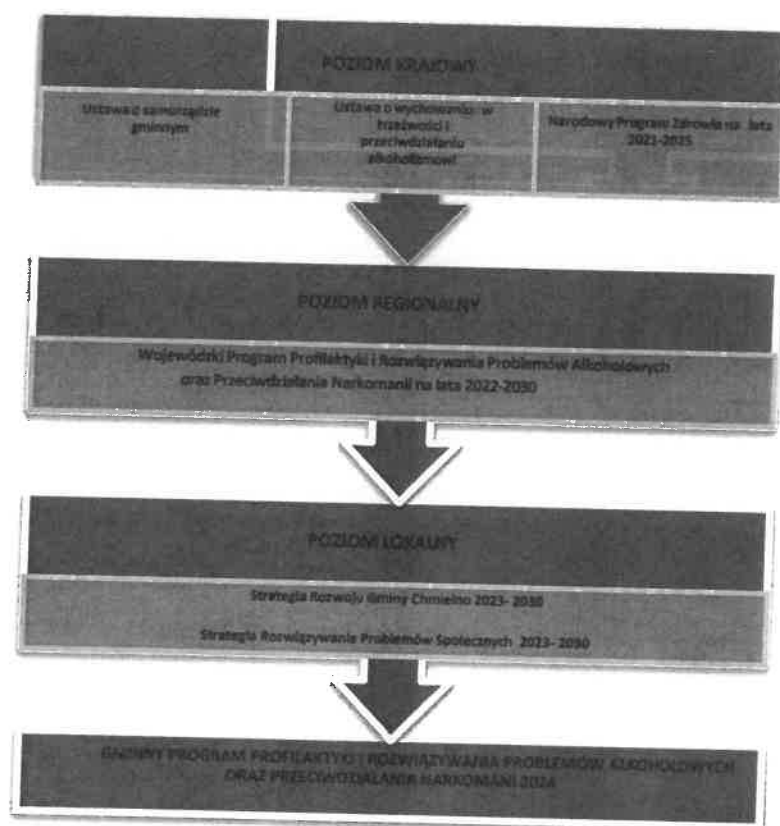 POZIOM KRAJOWY
Ustawa o samorządzie
gminnym
Ustawa o wychowaniu w
trzeźwości i
przeciwdziałaniu
alkoholizmowi
Narodowy Program Zdrowia na lata
2021-2025
POZIOM REGIONALNY
Wojewódzki Program Profilaktyki i Rozwiązywania Problemów Alkoholowych
oraz Przeciwdziałania Narkomanii na lata 2022-2030
POZIOM LOKALNY
Strategia Rozwoju Gminy Chmielno 2023- 2030
Strategia Rozwiązywania Problemów Społecznych 2023- 2030
GMINNY PROGRAM PROFILAKTYKI I ROZWIĄZYWANIA PROBLEMÓW ALKOHOLOWYCH
ORAZ PRZECIWDZIAŁANIA NARKOMANI 2024